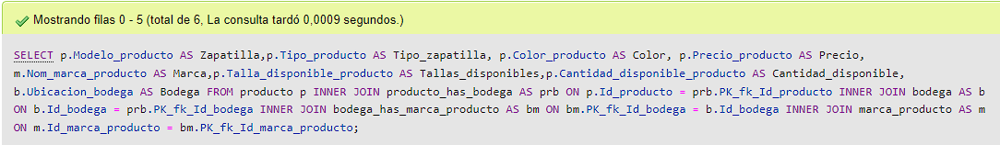 Mostrando filas 0 - 5 (total de 6, La consulta tardó 0,0009 segundos.)
SELECT p.Modelo_producto AS Zapatilla,p.Tipo_producto AS Tipo_zapatilla, p.Color_producto AS Color, p.Precio_producto AS Precio,
m.Nom_marca_producto AS Marca,p.Talla_disponible_producto AS Tallas_disponibles,p.Cantidad_disponible_producto AS Cantidad_disponible,
b.Ubicacion_bodega AS Bodega FROM producto p INNER JOIN producto_has_bodega AS prb ON p.Id_producto = prb.PK_fk_Id_producto INNER JOIN bodega AS b
ON b.Id_bodega = prb.PK_fk_Id_bodega INNER JOIN bodega_has_marca_producto AS bm ON bm.PK_fk_Id_bodega = b.Id_bodega INNER JOIN marca_producto AS m
ON m.Id_marca_producto = bm.PK_fk_Id_marca_producto;